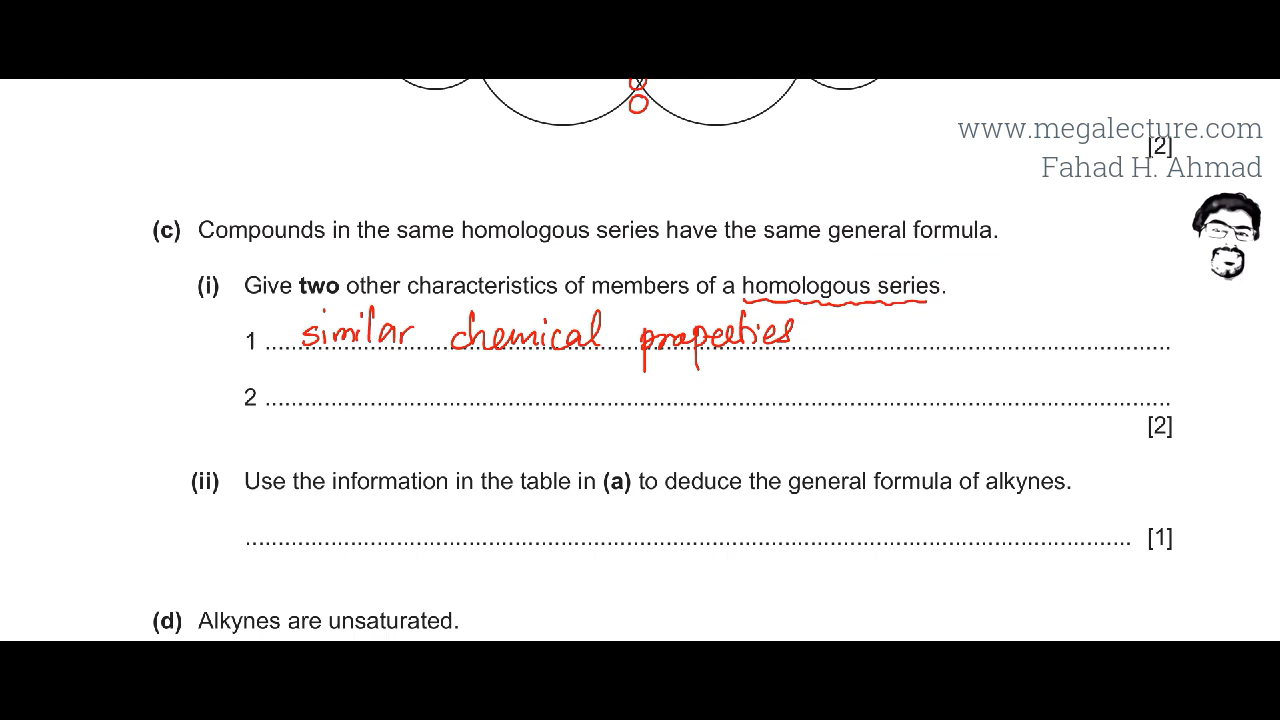 www.megalecture.com
[2]
Fahad H. Ahmad
(c) Compounds in the same homologous series have the same general formula.
(i) Give two other characteristics of members of a homologous series.
1 similar chemical properties
2
[2]
(ii) Use the information in the table in (a) to deduce the general formula of alkynes.
[1]
(d) Alkynes are unsaturated.